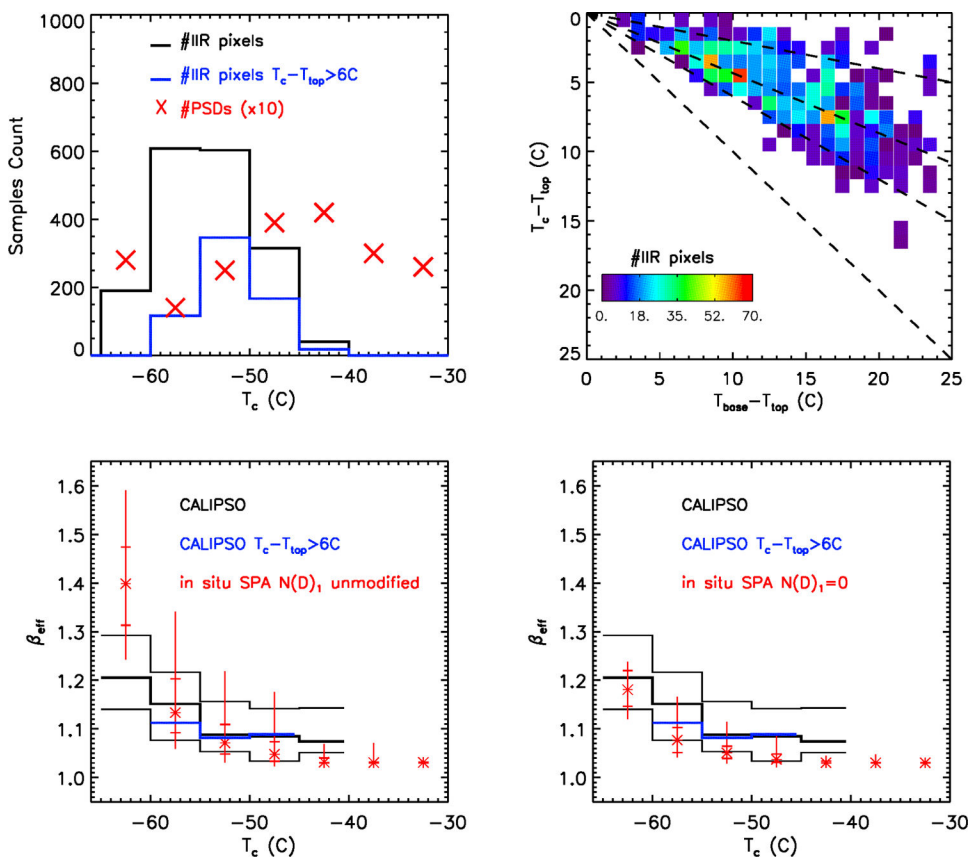 1000
800
600
400
200
0
Samples Count
#IIR pixels
#IIR pixels Tc−Ttop>6C
#PSDs (x10)
−60
−50
−40
−30
Tc (C)
0
5
10
15
20
25
Tc−Ttop (C)
#IIR pixels
0. 18. 35. 52. 70.
0 5 10 15 20 25
Tbase−Ttop (C)
1.6
1.5
1.4
1.3
1.2
1.1
1.0
βeff
CALIPSO
CALIPSO Tc−Ttop>6C
in situ SPA N(D)1 unmodified
−60 −50 −40 −30
Tc (C)
1.6
1.5
1.4
1.3
1.2
1.1
1.0
βeff
CALIPSO
CALIPSO Tc−Ttop>6C
in situ SPA N(D)1=0
−60 −50 −40 −30
Tc (C)